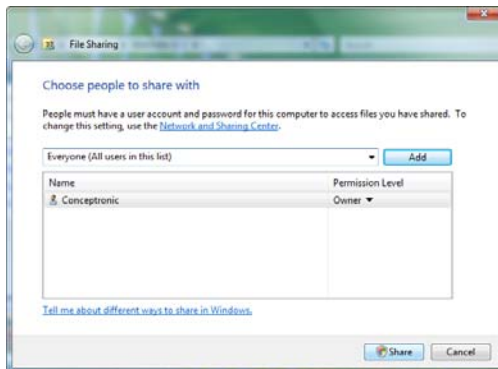 File Sharing
Choose people to share with
People must have a user account and password for this computer to access files you have shared. To
change this setting, use the Network and Sharing Center.
Everyone (All users in this list)
Add
Name Permission Level
Conceptronic Owner
Tell me about different ways to share in Windows.
Share Cancel